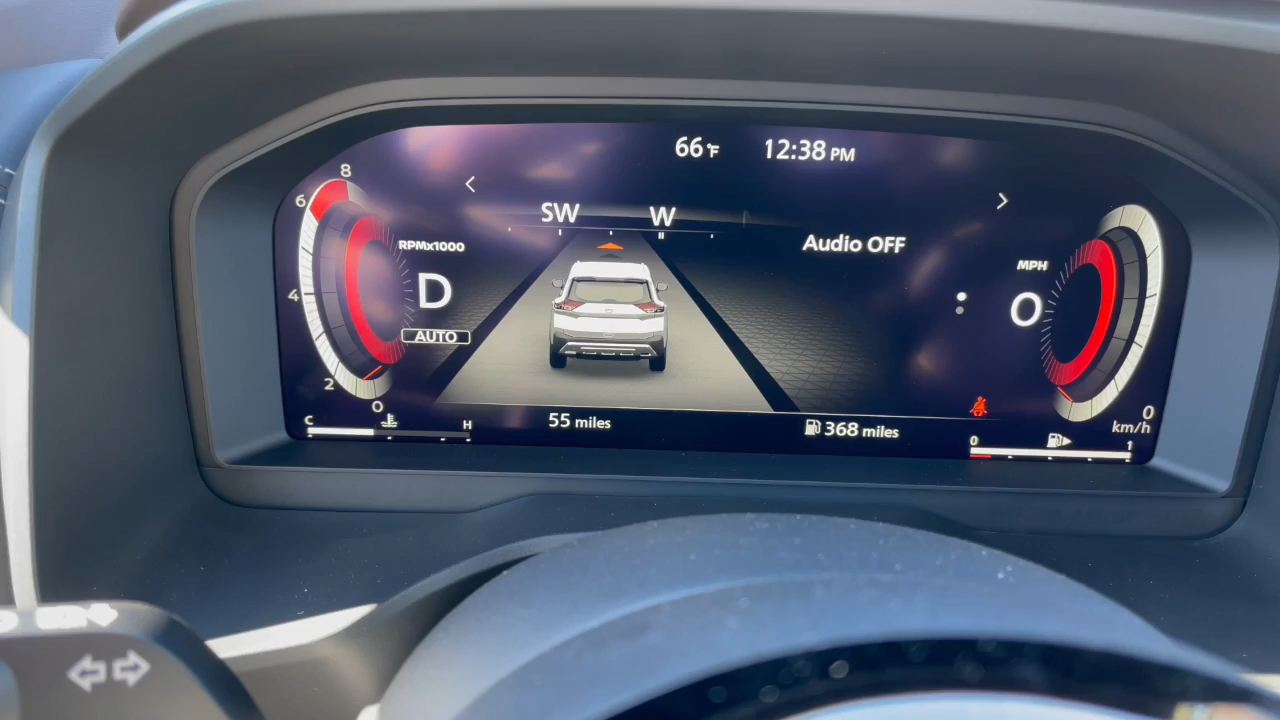 66°F 12:38 PM
< >
SW W
Audio OFF
8
6
4
2
0
RPMx1000
D
AUTO
MPH
0
0
km/h
C H
55 miles
368 miles
0 1